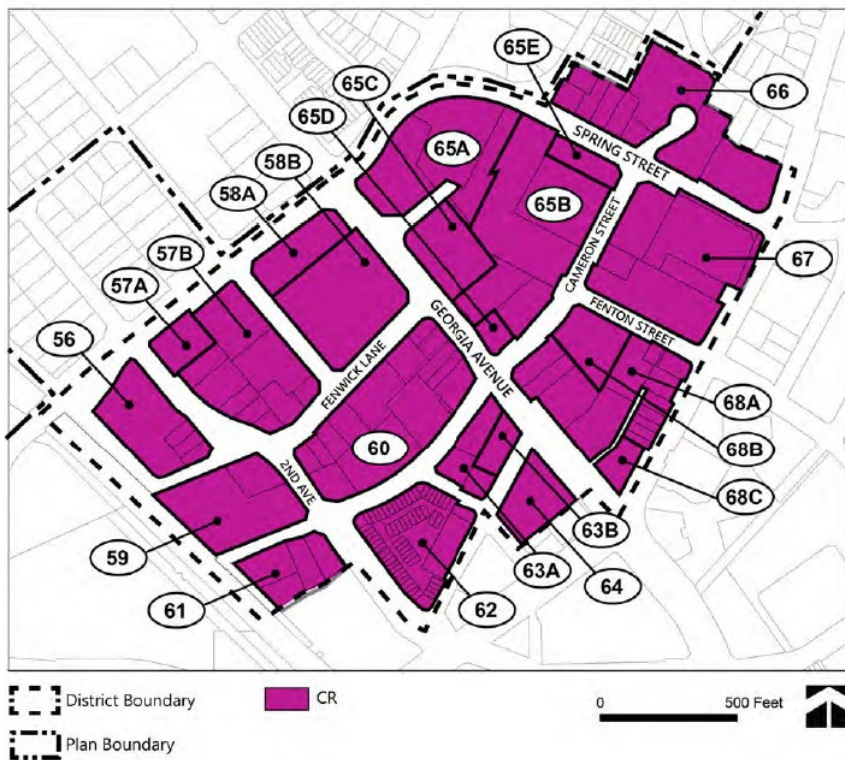 65E
65C
66
65D
SPRING STREET
65A
58B
58A
65B
57B
CAMERON STREET
67
57A
FENTON STREET
GEORGIA AVENUE
56
FENWICK LANE
68A
60
68B
2ND AVE
68C
63B
59
63A
64
61
62
District Boundary
CR
0 500 Feet
Plan Boundary